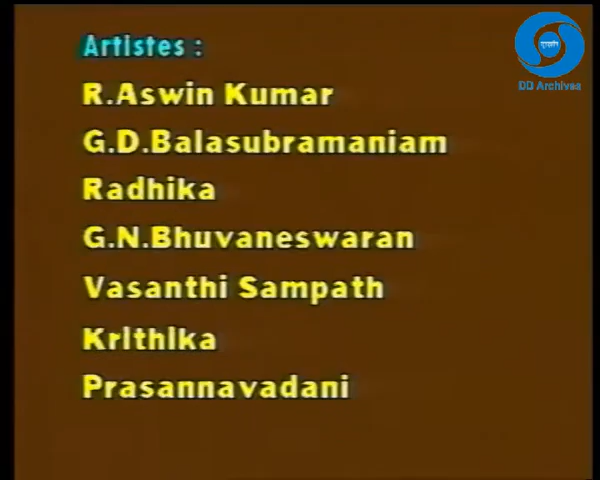 Artistes :
R.Aswin Kumar
G.D.Balasubramaniam
Radhika
G.N.Bhuvaneswaran
Vasanthi Sampath
Krithika
Prasannavadani
DD Archives